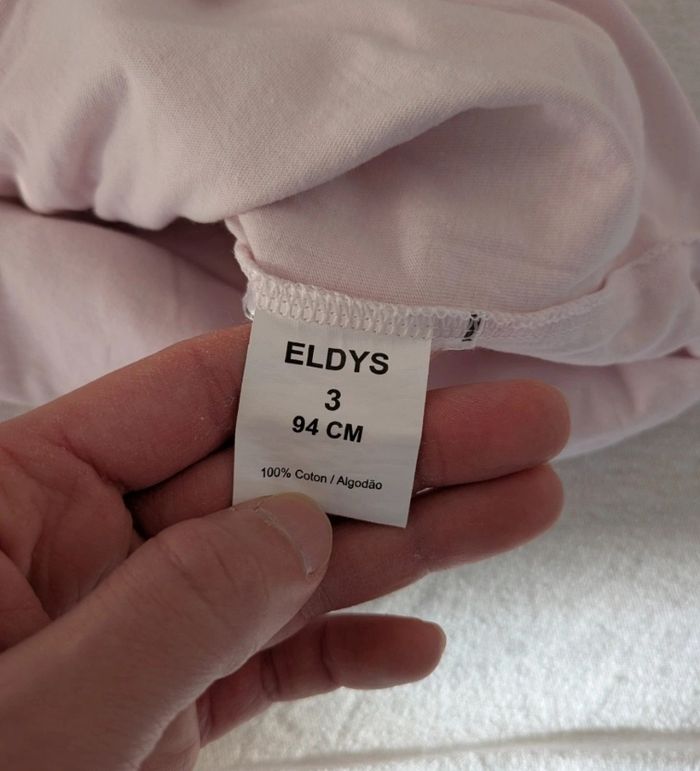 ELDYS
3
94 CM
100% Coton / Algodão